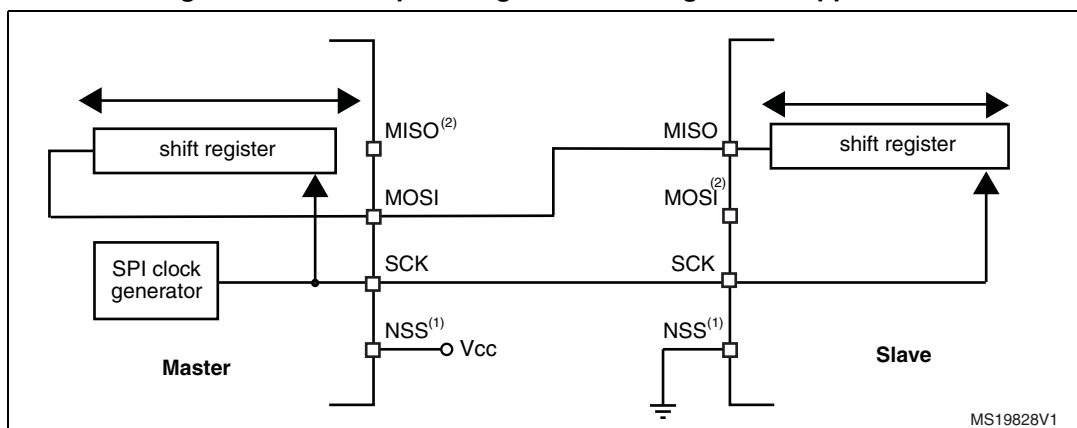 shift register
MISO(2)
MOSI
SPI clock
generator
SCK
NSS(1)
Vcc
Master
MISO
shift register
MOSI(2)
SCK
NSS(1)
Slave
MS19828V1